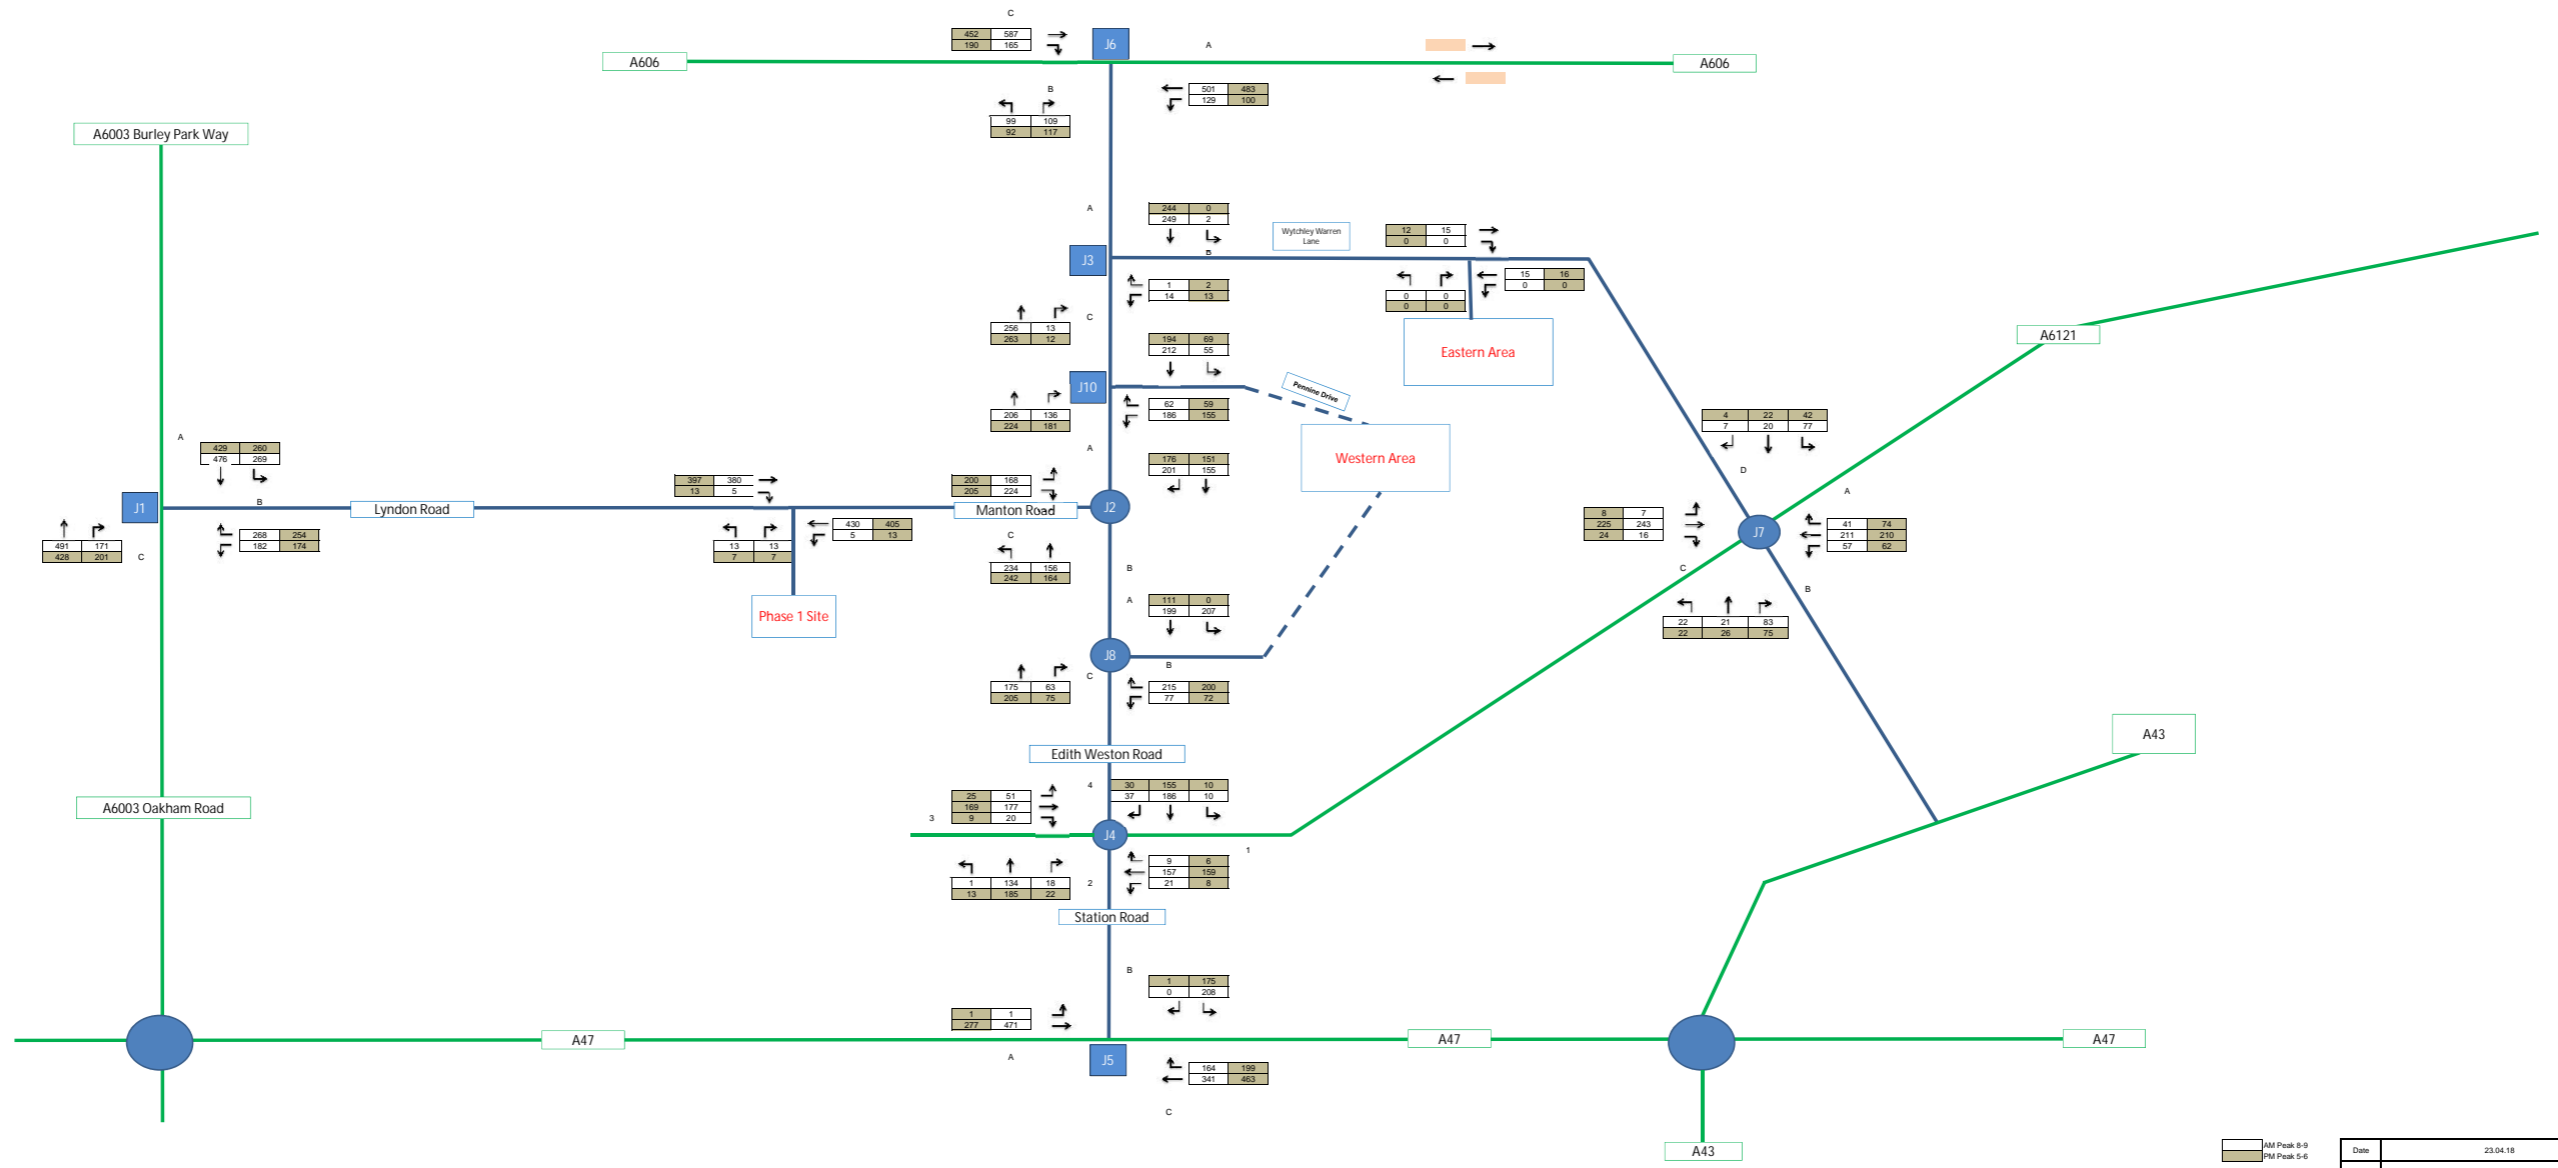 C
452 587
190 165
J6
A
A606
A606
B
501 483
129 100
99 109
92 117
A6003 Burley Park Way
A
244 0
249 2
Wytchley Warren
Lane
12 15
0 0
J3
B
1 2
14 13
0 0
0 0
15 16
0 0
C
256 13
263 12
194 69
212 55
Eastern Area
A6121
J10
Pennine Drive
206 136
224 181
62 59
186 155
A
4 22 42
7 20 77
A
429 260
476 269
176 151
201 155
Western Area
D
397 380
13 5
200 168
205 224
A
J1
B
Lyndon Road
Manton Road
J2
8 7
225 243
24 16
J7
41 74
211 210
57 62
491 171
428 201
C
268 254
182 174
13 13
7 7
430 405
5 13
C
234 156
242 164
B
C
B
A
111 0
199 207
22 21 83
22 26 75
Phase 1 Site
J8
B
C
175 63
205 75
215 200
77 72
Edith Weston Road
A43
A6003 Oakham Road
25 51
169 177
9 20
4
30 155 10
37 186 10
3
J4
1
9 6
157 159
21 8
1 134 18
13 185 22
2
Station Road
B
1 175
0 208
1 1
277 471
A47
A47
A47
A
J5
164 199
341 463
C
A43
AM Peak 8-9
PM Peak 5-6
Date 23.04.18